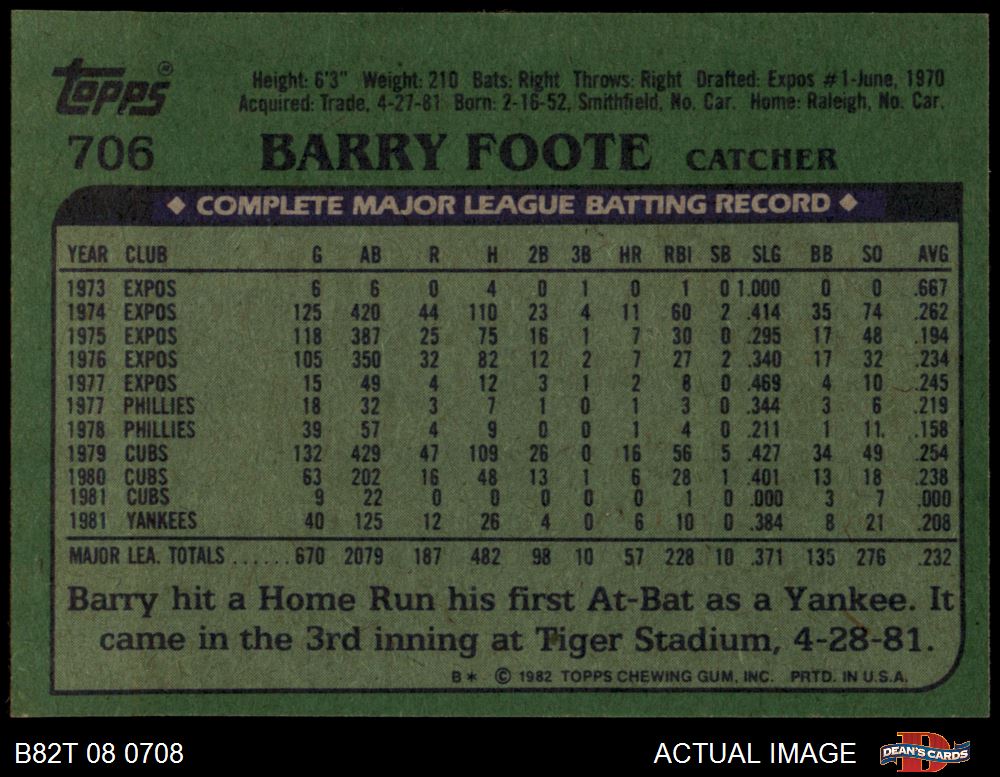 Topps
Height: 6'3" Weight: 210 Bats: Right Throws: Right Drafted: Expos #1-June, 1970
Acquired: Trade, 4-27-81 Born: 2-16-52, Smithfield, No. Car. Home: Raleigh, No. Car.
706 BARRY FOOTE CATCHER
◆ COMPLETE MAJOR LEAGUE BATTING RECORD ◆
YEAR CLUB G AB R H 2B 3B HR RBI SB SLG BB SO AVG
1973 EXPOS 6 6 0 4 0 1 0 1 0 1.000 0 0 .667
1974 EXPOS 125 420 44 110 23 4 11 60 2 .414 35 74 .262
1975 EXPOS 118 387 25 75 16 1 7 30 0 .295 17 48 .194
1976 EXPOS 105 350 32 82 12 2 7 27 2 .340 17 32 .234
1977 EXPOS 15 49 4 12 3 1 2 8 0 .469 4 10 .245
1977 PHILLIES 18 32 3 7 1 0 1 3 0 .344 3 6 .219
1978 PHILLIES 39 57 4 9 0 0 1 4 0 .211 1 11 .158
1979 CUBS 132 429 47 109 26 0 16 56 5 .427 34 49 .254
1980 CUBS 63 202 16 48 13 1 6 28 1 .401 13 18 .238
1981 CUBS 9 22 0 0 0 0 0 1 0 .000 3 7 .000
1981 YANKEES 40 125 12 26 4 0 6 10 0 .384 8 21 .208
MAJOR LEA. TOTALS ...... 670 2079 187 482 98 10 57 228 10 .371 135 276 .232
Barry hit a Home Run his first At-Bat as a Yankee. It
came in the 3rd inning at Tiger Stadium, 4-28-81.
B* © 1982 TOPPS CHEWING GUM, INC. PRTD. IN U.S.A.
B82T 08 0708 ACTUAL IMAGE DEAN'S CARDS